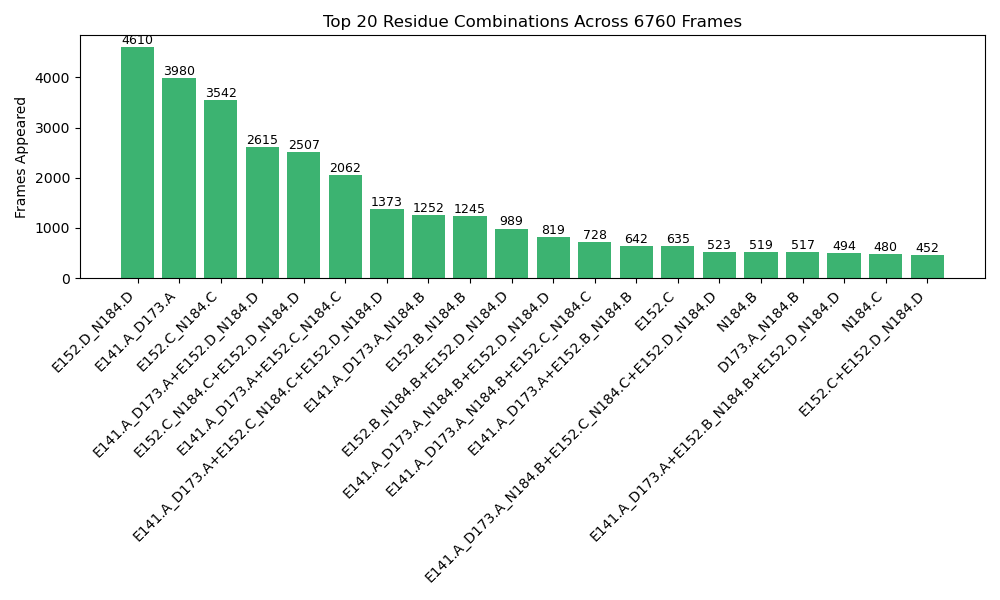 Top 20 Residue Combinations Across 6760 Frames
Frames Appeared
4000
3000
2000
1000
0
4610
3980
3542
2615
2507
2062
1373
1252
1245
989
819
728
642
635
523
519
517
494
480
452
E152.D_N184.D
E141.A_D173.A
E152.C_N184.C
E141.A_D173.A+E152.D_N184.D
E152.C_N184.C+E152.D_N184.D
E141.A_D173.A+E152.C_N184.C
E141.A_D173.A+E152.C_N184.C+E152.D_N184.D
E141.A_D173.A_N184.B
E152.B_N184.B
E152.B_N184.B+E152.D_N184.D
E141.A_D173.A_N184.B+E152.D_N184.D
E141.A_D173.A_N184.B+E152.C_N184.C
E141.A_D173.A+E152.B_N184.B
E152.C
E141.A_D173.A_N184.B+E152.C_N184.C+E152.D_N184.D
N184.B
D173.A_N184.B
E141.A_D173.A+E152.B_N184.B+E152.D_N184.D
N184.C
E152.C+E152.D_N184.D